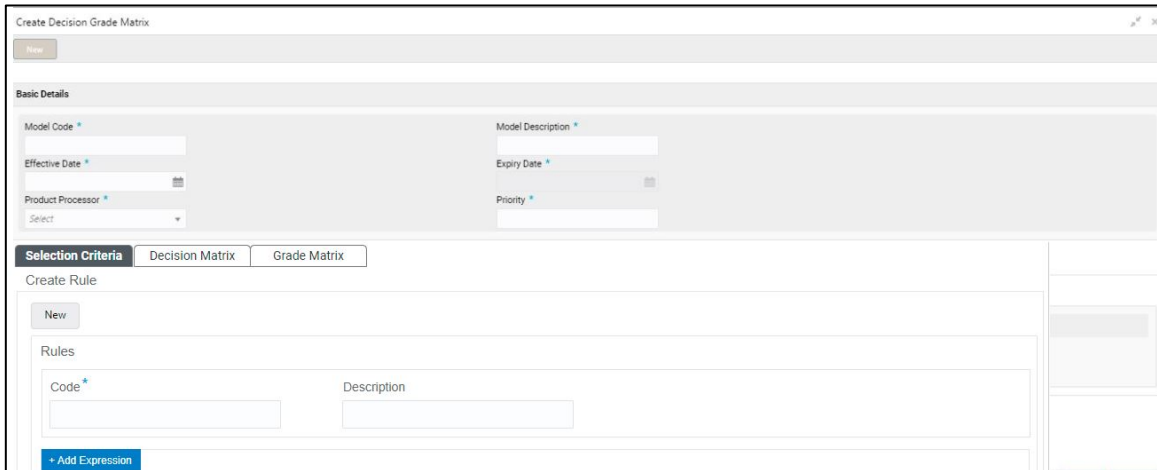 Create Decision Grade Matrix
New
Basic Details
Model Code * Model Description *
Effective Date * Expiry Date *
Product Processor * Priority *
Select
Selection Criteria Decision Matrix Grade Matrix
Create Rule
New
Rules
Code * Description
+ Add Expression